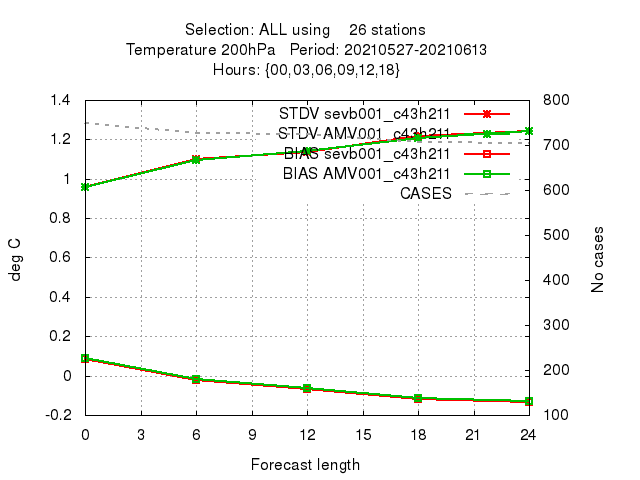 Selection: ALL using    26 stations
Temperature 200hPa   Period: 20210527-20210613
Hours: {00,03,06,09,12,18}
1.4
1.2
1
0.8
0.6
0.4
0.2
0
-0.2
deg C
STDV sevb001_c43h211
STDV AMV001_c43h211
BIAS sevb001_c43h211
BIAS AMV001_c43h211
CASES
800
700
600
500
400
300
200
100
No cases
0 3 6 9 12 15 18 21 24
Forecast length